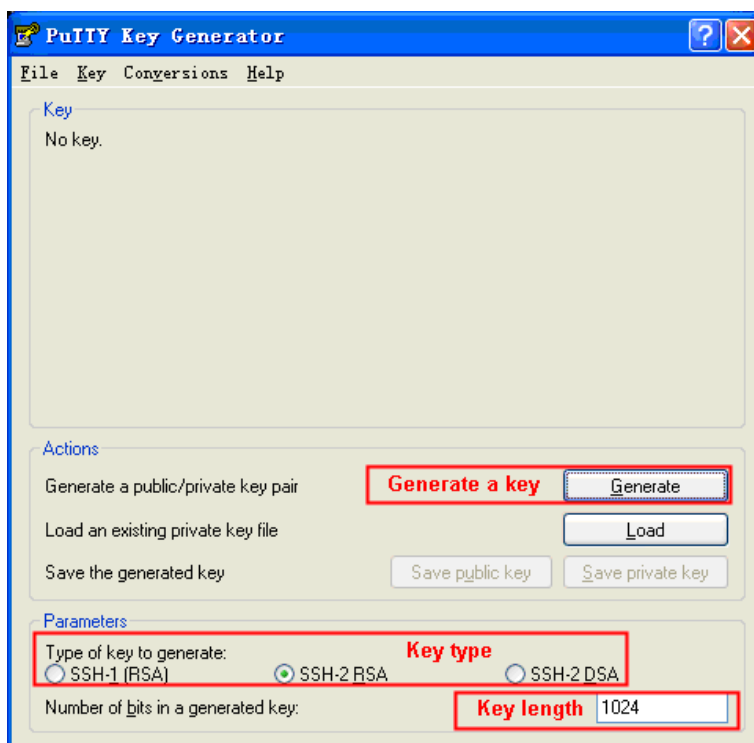 PuTTY Key Generator
File Key Conversions Help
Key
No key.
Actions
Generate a public/private key pair Generate a key Generate
Load an existing private key file Load
Save the generated key Save public key Save private key
Parameters
Type of key to generate: Key type
SSH-1 (RSA) SSH-2 RSA SSH-2 DSA
Number of bits in a generated key: Key length 1024